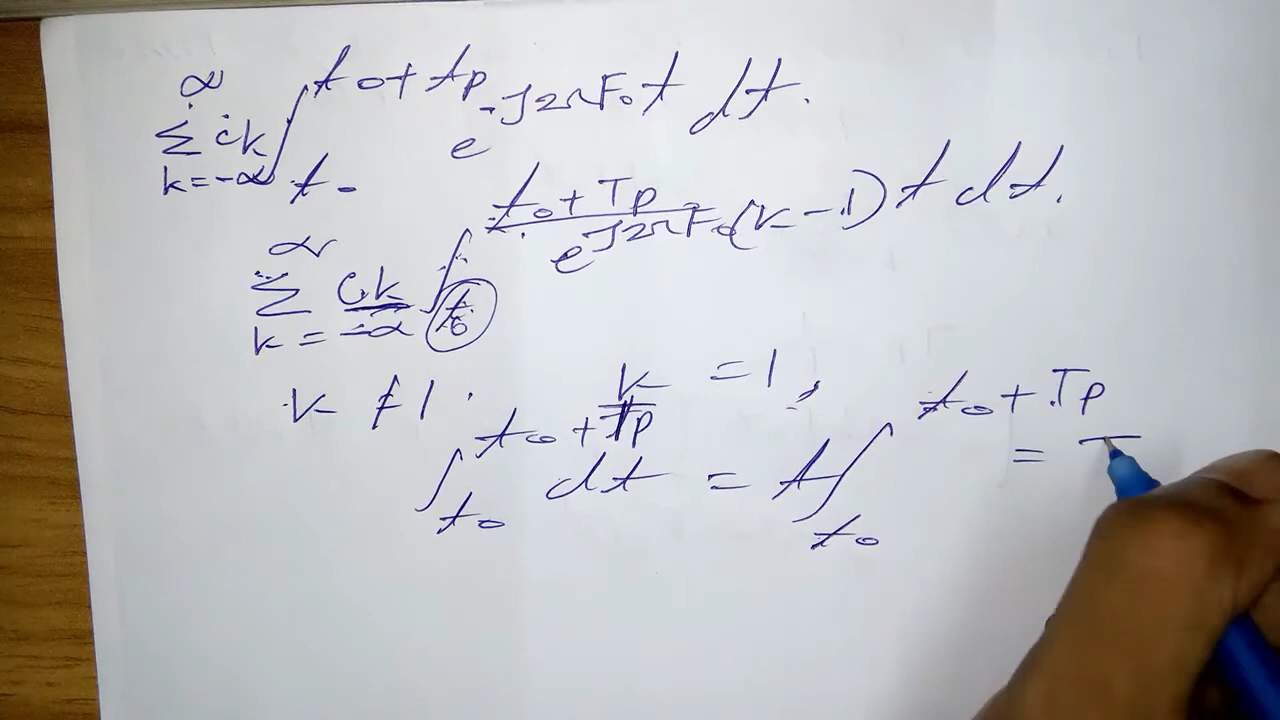 ∞ t0+tp
Σ ck ∫ e -J2πF0t dt.
k=-∞ t0
∞ t0+Tp
Σ ck ∫ e J2πF0(k-1)t dt.
k=-∞ t0
k ≠ 1. k = 1,
t0+Tp t0+Tp
∫ dt = t∫ = T
t0 t0